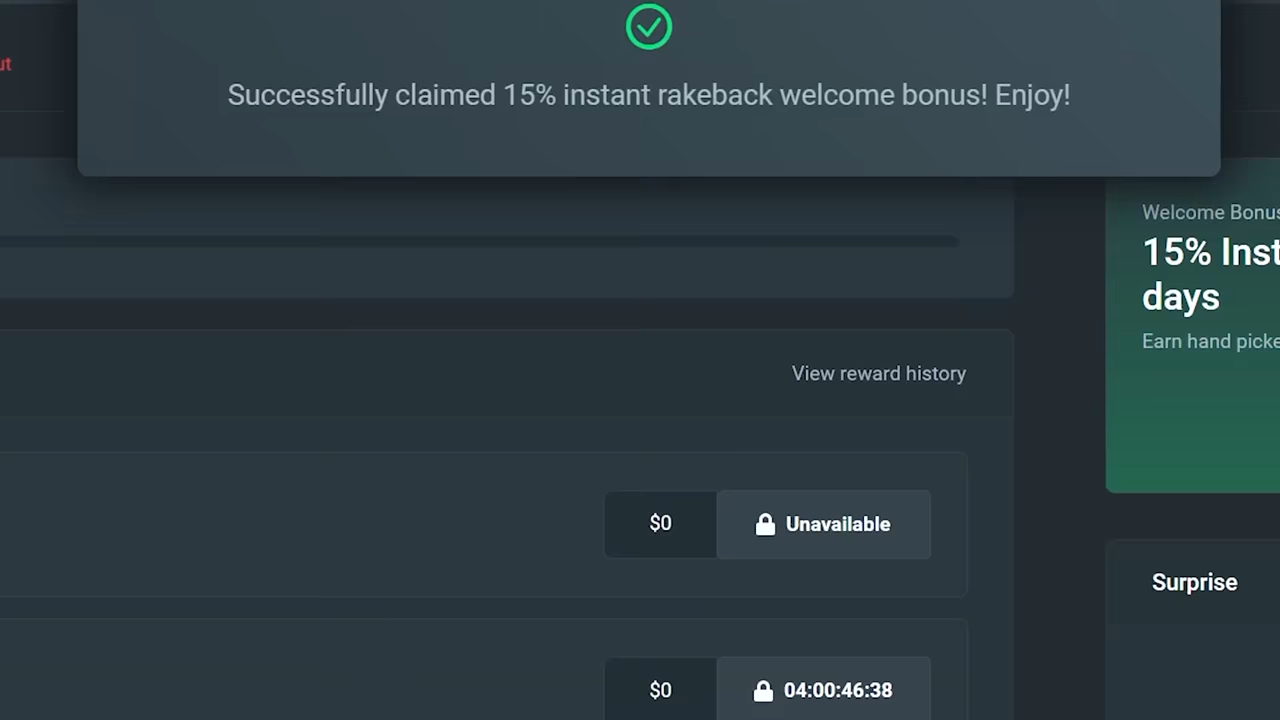 Successfully claimed 15% instant rakeback welcome bonus! Enjoy!
Welcome Bonus
15% Inst
days
Earn hand picke
View reward history
$0
Unavailable
Surprise
$0
04:00:46:38